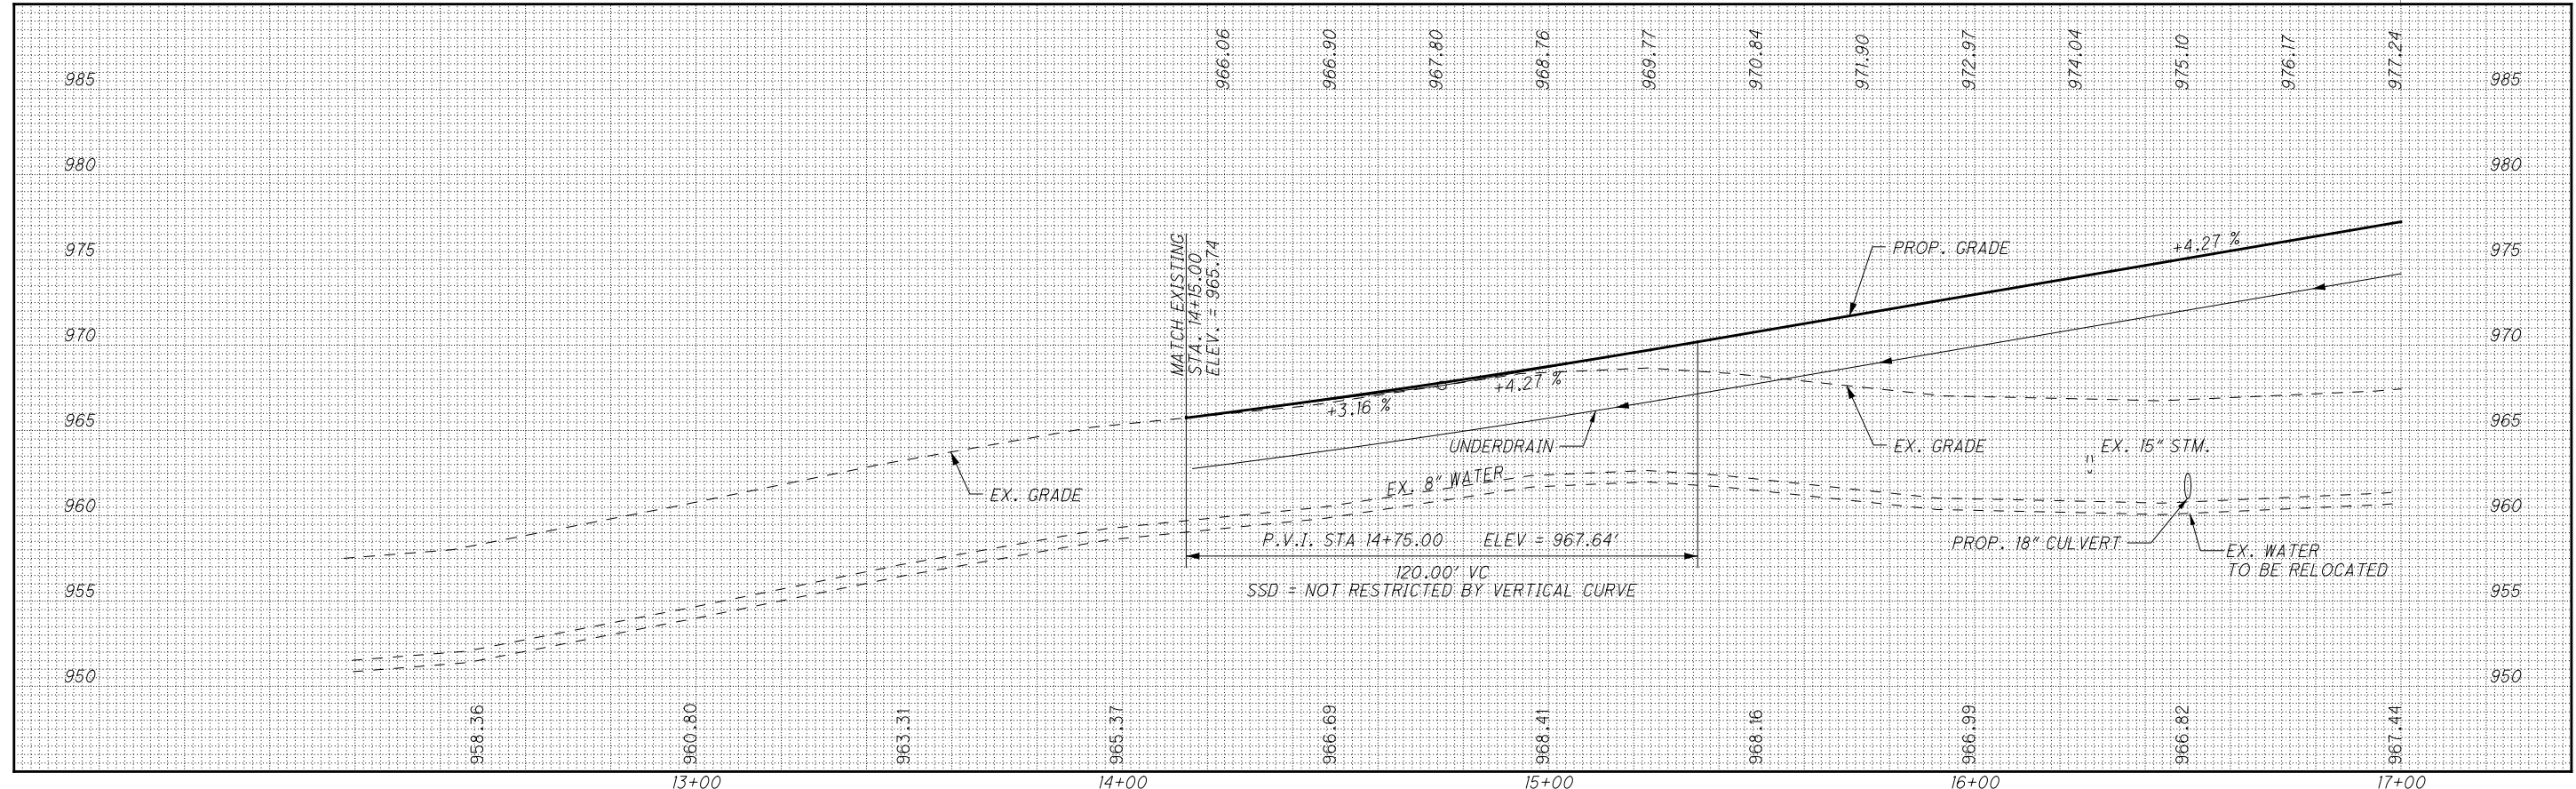 966.06 966.90 967.80 968.76 969.77 970.84 971.90 972.97 974.04 975.10 976.17 977.24
985 985
980 980
975 975
970 970
965 965
960 960
955 955
950 950
MATCH EXISTING
STA. 14+15.00
ELEV. = 965.74
PROP. GRADE
+4.27 %
+3.16 %
+4.27 %
UNDERDRAIN
EX. GRADE
EX. 15" STM.
EX. GRADE
EX. 8" WATER
P.V.I. STA 14+75.00 ELEV = 967.64'
120.00' VC
SSD = NOT RESTRICTED BY VERTICAL CURVE
PROP. 18" CULVERT
EX. WATER
TO BE RELOCATED
958.36 960.80 963.31 965.37 966.69 968.41 968.16 966.99 966.82 967.44
13+00 14+00 15+00 16+00 17+00